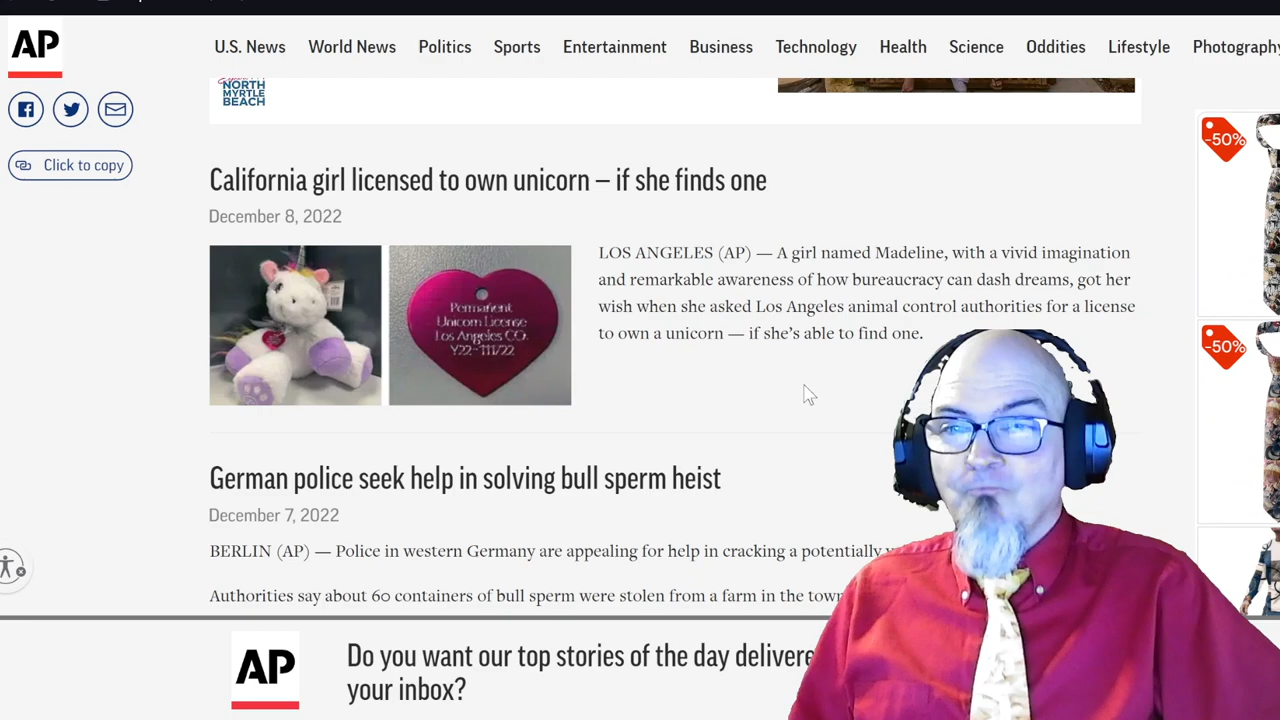 AP
U.S. News World News Politics Sports Entertainment Business Technology Health Science Oddities Lifestyle Photography
NORTH
MYRTLE
BEACH
Click to copy
-50%
California girl licensed to own unicorn — if she finds one
December 8, 2022
LOS ANGELES (AP) — A girl named Madeline, with a vivid imagination
and remarkable awareness of how bureaucracy can dash dreams, got her
wish when she asked Los Angeles animal control authorities for a license
to own a unicorn — if she’s able to find one.
Permanent
Unicorn License
Los Angeles CO.
Y22-111/22
-50%
German police seek help in solving bull sperm heist
December 7, 2022
BERLIN (AP) — Police in western Germany are appealing for help in cracking a potentially
Authorities say about 60 containers of bull sperm were stolen from a farm in the town
AP
Do you want our top stories of the day delivere
your inbox?